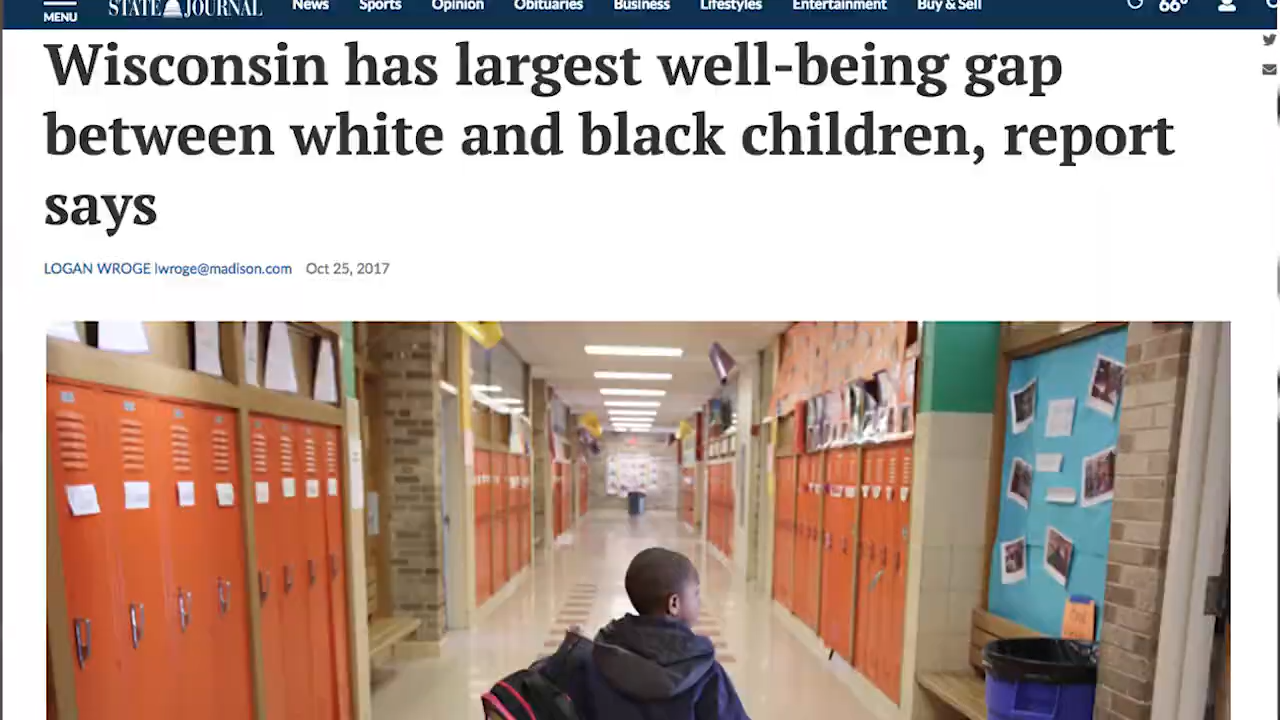 MENU
STATE JOURNAL News Sports Opinion Obituaries Business Lifestyles Entertainment Buy & Sell 66°
Wisconsin has largest well-being gap
between white and black children, report
says
LOGAN WROGE lwroge@madison.com Oct 25, 2017